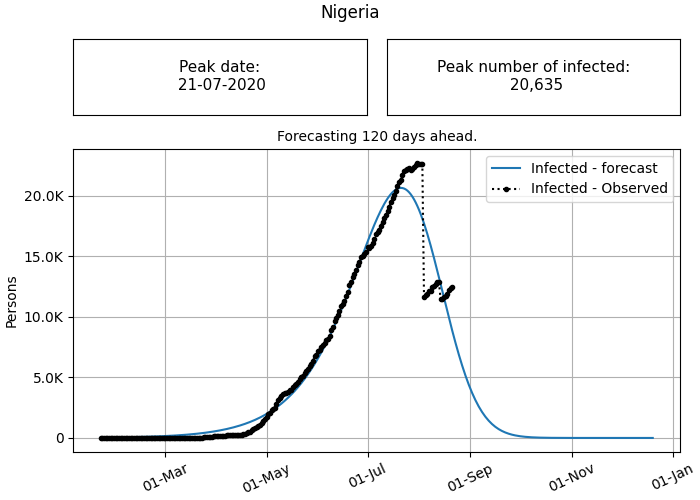 Nigeria
Peak date:
21-07-2020
Peak number of infected:
20,635
Forecasting 120 days ahead.
Infected - forecast
Infected - Observed
Persons
20.0K
15.0K
10.0K
5.0K
0
01-Mar
01-May
01-Jul
01-Sep
01-Nov
01-Jan